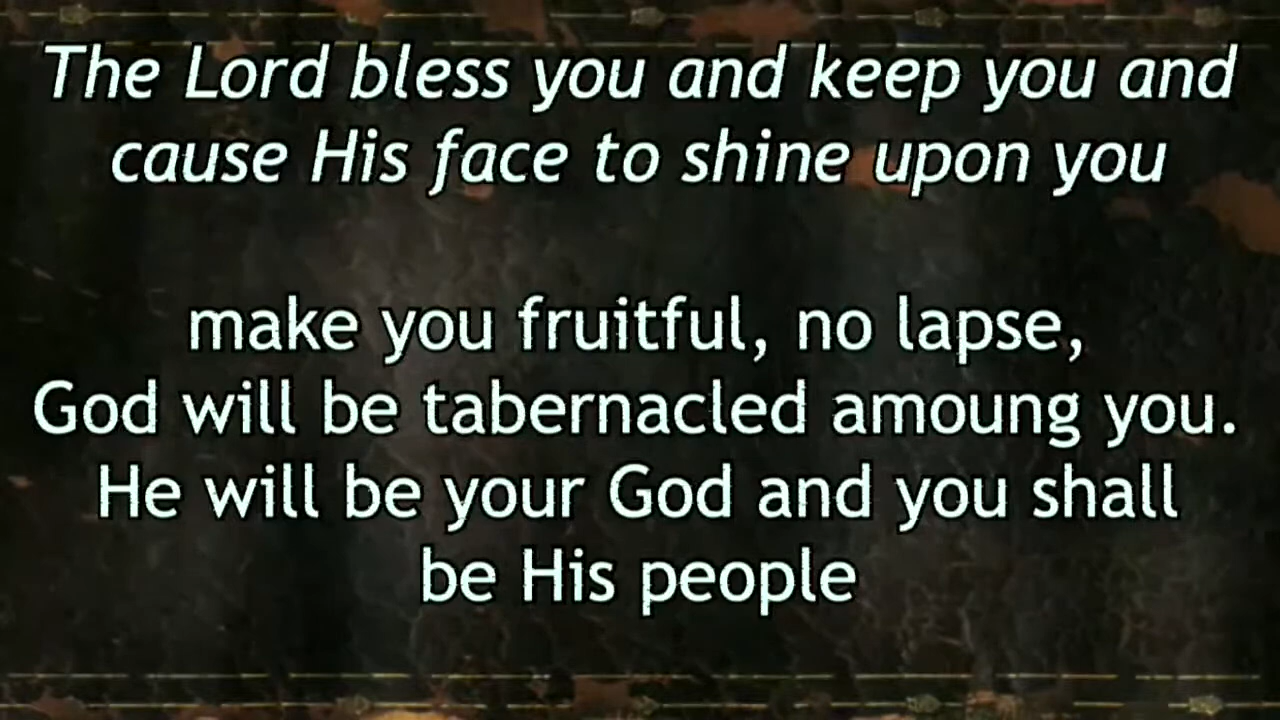 The Lord bless you and keep you and
cause His face to shine upon you
make you fruitful, no lapse,
God will be tabernacled amoung you.
He will be your God and you shall
be His people